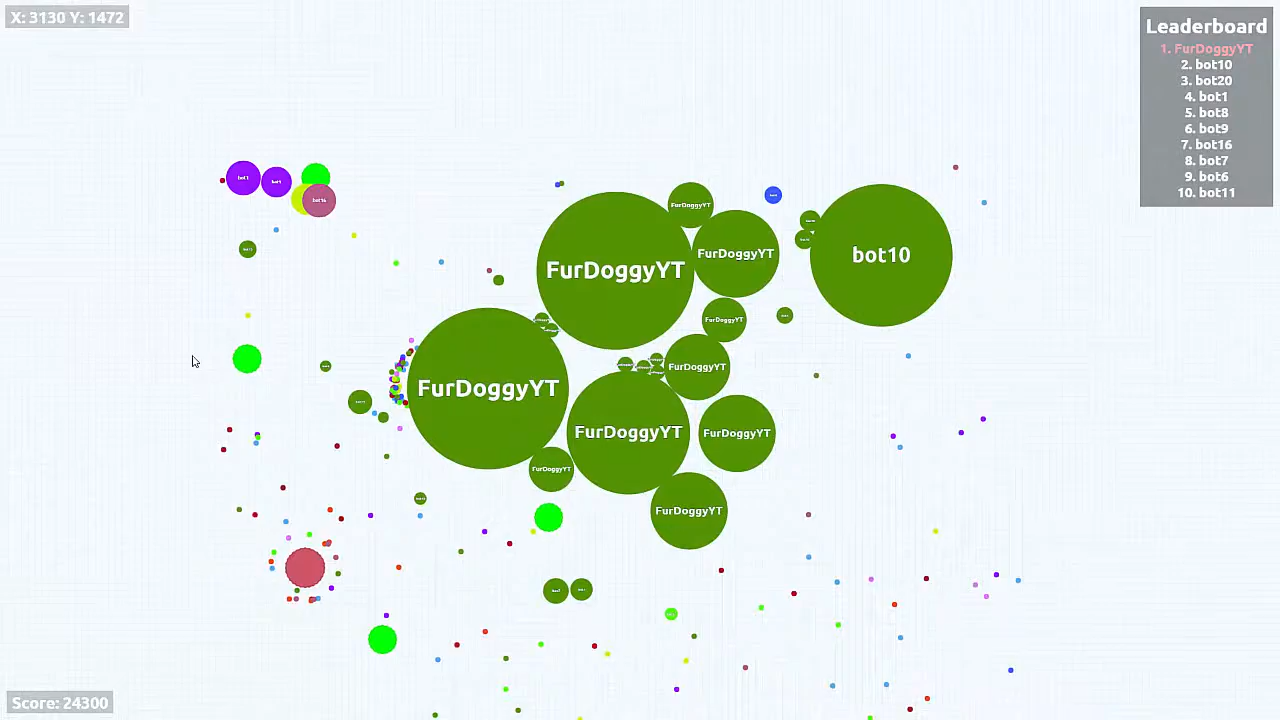 X: 3130 Y: 1472
Leaderboard
1. FurDoggyYT
2. bot10
3. bot20
4. bot1
5. bot8
6. bot9
7. bot16
8. bot7
9. bot6
10. bot11
FurDoggyYT
FurDoggyYT
bot10
FurDoggyYT
bot16
FurDoggyYT
FurDoggyYT
FurDoggyYT
FurDoggyYT
FurDoggyYT
FurDoggyYT
FurDoggyYT
FurDoggyYT
Score: 24300